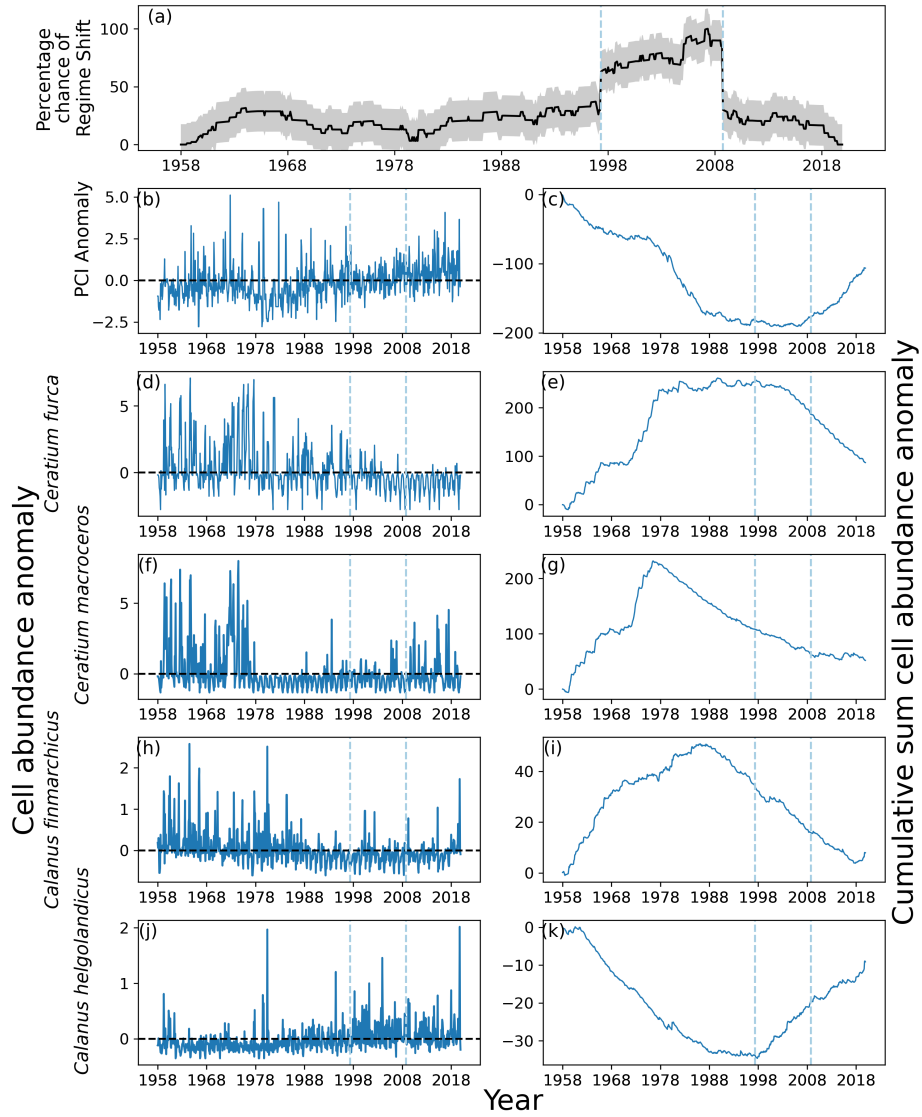 (a)
Percentage
chance of
Regime Shift
100
50
0
1958 1968 1978 1988 1998 2008 2018
(b)
PCI Anomaly
5.0
2.5
0.0
−2.5
1958 1968 1978 1988 1998 2008 2018
(c)
0
−100
−200
1958 1968 1978 1988 1998 2008 2018
(d)
Ceratium furca
5
0
1958 1968 1978 1988 1998 2008 2018
(e)
200
100
0
1958 1968 1978 1988 1998 2008 2018
(f)
Ceratium macroceros
5
0
1958 1968 1978 1988 1998 2008 2018
(g)
200
100
0
1958 1968 1978 1988 1998 2008 2018
(h)
Calanus finmarchicus
2
1
0
1958 1968 1978 1988 1998 2008 2018
(i)
40
20
0
1958 1968 1978 1988 1998 2008 2018
(j)
Calanus helgolandicus
2
1
0
1958 1968 1978 1988 1998 2008 2018
(k)
0
−10
−20
−30
1958 1968 1978 1988 1998 2008 2018
Cell abundance anomaly
Cumulative sum cell abundance anomaly
Year